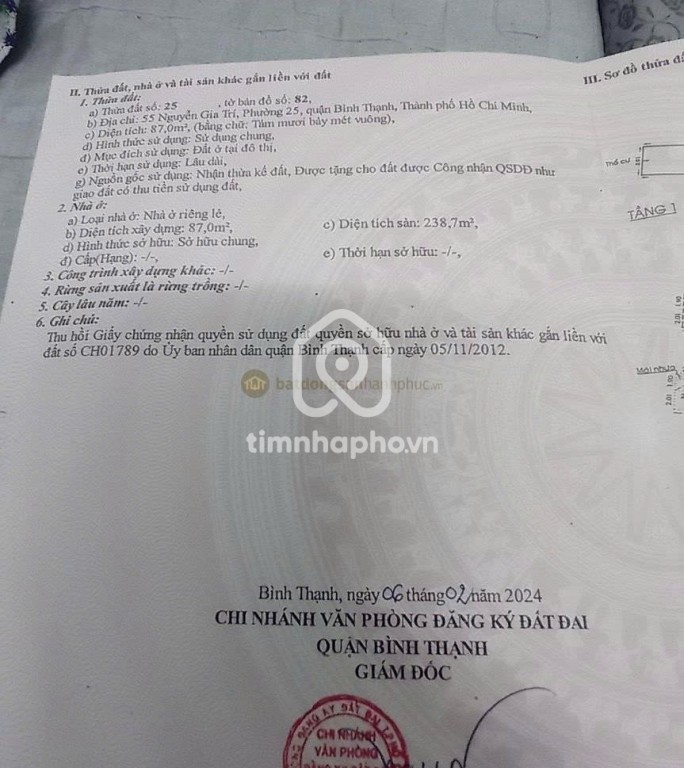 II. Thửa đất, nhà ở và tài sản khác gắn liền với đất
1. Thửa đất:
a) Thửa đất số: 25 , tờ bản đồ số: 82,
b) Địa chỉ: 55 Nguyễn Gia Trí, Phường 25, quận Bình Thạnh, Thành phố Hồ Chí Minh,
c) Diện tích: 87,0m², (bằng chữ: Tám mươi bảy mét vuông),
d) Hình thức sử dụng: Sử dụng chung,
đ) Mục đích sử dụng: Đất ở tại đô thị,
e) Thời hạn sử dụng: Lâu dài,
g) Nguồn gốc sử dụng: Nhận thừa kế đất, Được tặng cho đất được Công nhận QSDĐ như
giao đất có thu tiền sử dụng đất,
2. Nhà ở:
a) Loại nhà ở: Nhà ở riêng lẻ,
b) Diện tích xây dựng: 87,0m²,
c) Diện tích sàn: 238,7m²,
d) Hình thức sở hữu: Sở hữu chung,
đ) Cấp(Hạng): -/-,
e) Thời hạn sở hữu: -/-,
3. Công trình xây dựng khác: -/-
4. Rừng sản xuất là rừng trồng: -/-
5. Cây lâu năm: -/-
6. Ghi chú:
Thu hồi Giấy chứng nhận quyền sử dụng đất quyền sở hữu nhà ở và tài sản khác gắn liền với
đất số CH01789 do Ủy ban nhân dân quận Bình Thạnh cấp ngày 05/11/2012.
batdongsanhanhphuc.vn
timnhapho.vn
Bình Thạnh, ngày 06 tháng 02 năm 2024
CHI NHÁNH VĂN PHÒNG ĐĂNG KÝ ĐẤT ĐAI
QUẬN BÌNH THẠNH
GIÁM ĐỐC
CHI NHÁNH
VĂN PHÒNG
III. Sơ đồ thửa đất
TẦNG 1
Mái nhựa